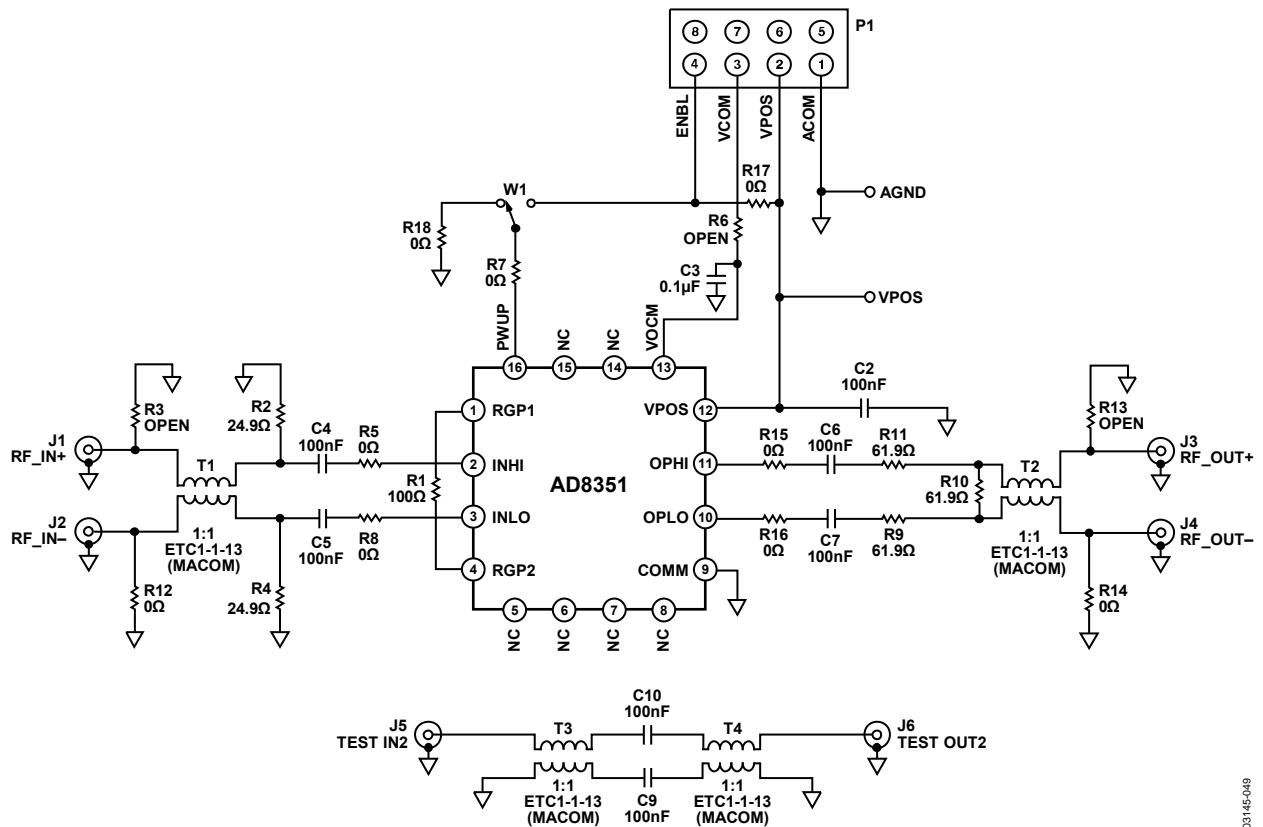 8 7 6 5 P1
4 3 2 1
ENBL
VCOM
VPOS
ACOM
R17
0Ω
AGND
W1
R18
0Ω
R6
OPEN
R7
0Ω
C3
0.1µF
VPOS
PWUP
NC
NC
VOCM
16 15 14 13
C2
100nF
R3
OPEN
R2
24.9Ω
C4
100nF
R5
0Ω
1 RGP1
VPOS 12
R13
OPEN
R15
0Ω
C6
100nF
R11
61.9Ω
J1
RF_IN+
T1
R1
100Ω
2 INHI
OPHI 11
AD8351
R10
61.9Ω
T2
J3
RF_OUT+
J2
RF_IN–
1:1
ETC1-1-13
(MACOM)
C5
100nF
R8
0Ω
3 INLO
OPLO 10
R16
0Ω
C7
100nF
R9
61.9Ω
1:1
ETC1-1-13
(MACOM)
J4
RF_OUT–
R12
0Ω
R4
24.9Ω
4 RGP2
COMM 9
R14
0Ω
5 6 7 8
NC
NC
NC
NC
C10
100nF
J5
TEST IN2
T3
T4
J6
TEST OUT2
1:1
ETC1-1-13
(MACOM)
C9
100nF
1:1
ETC1-1-13
(MACOM)
03145-049